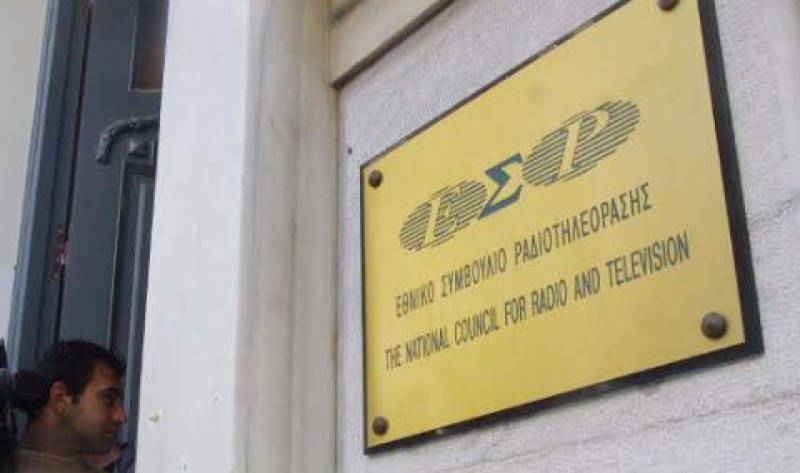 ΕΣΡ
ΕΘΝΙΚΟ ΣΥΜΒΟΥΛΙΟ ΡΑΔΙΟΤΗΛΕΟΡΑΣΗΣ
THE NATIONAL COUNCIL FOR RADIO AND TELEVISION